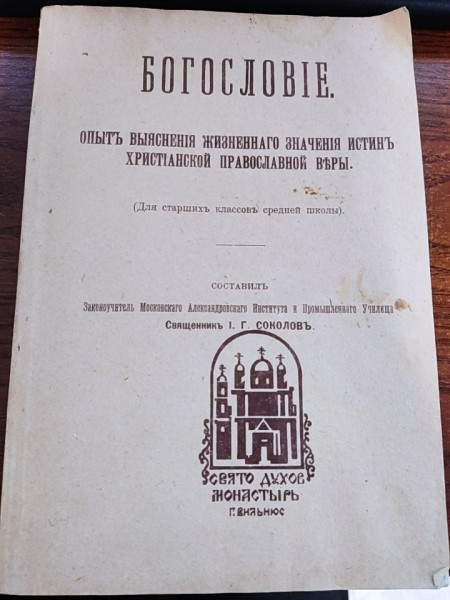 БОГОСЛОВІЕ.
ОПЫТЪ ВЫЯСНЕНІЯ ЖИЗНЕННАГО ЗНАЧЕНІЯ ИСТИНЪ
ХРИСТІАНСКОЙ ПРАВОСЛАВНОЙ ВѢРЫ.
(Для старшихъ классовъ средней школы).
СОСТАВИЛЪ
Законоучитель Московскаго Александровскаго Института и Промышленнаго Училища
Священникъ І. Г. СОКОЛОВЪ.
СВЯТО ДУХОВ
МОНАСТЫРЬ
Г. ВИЛЬНЮС